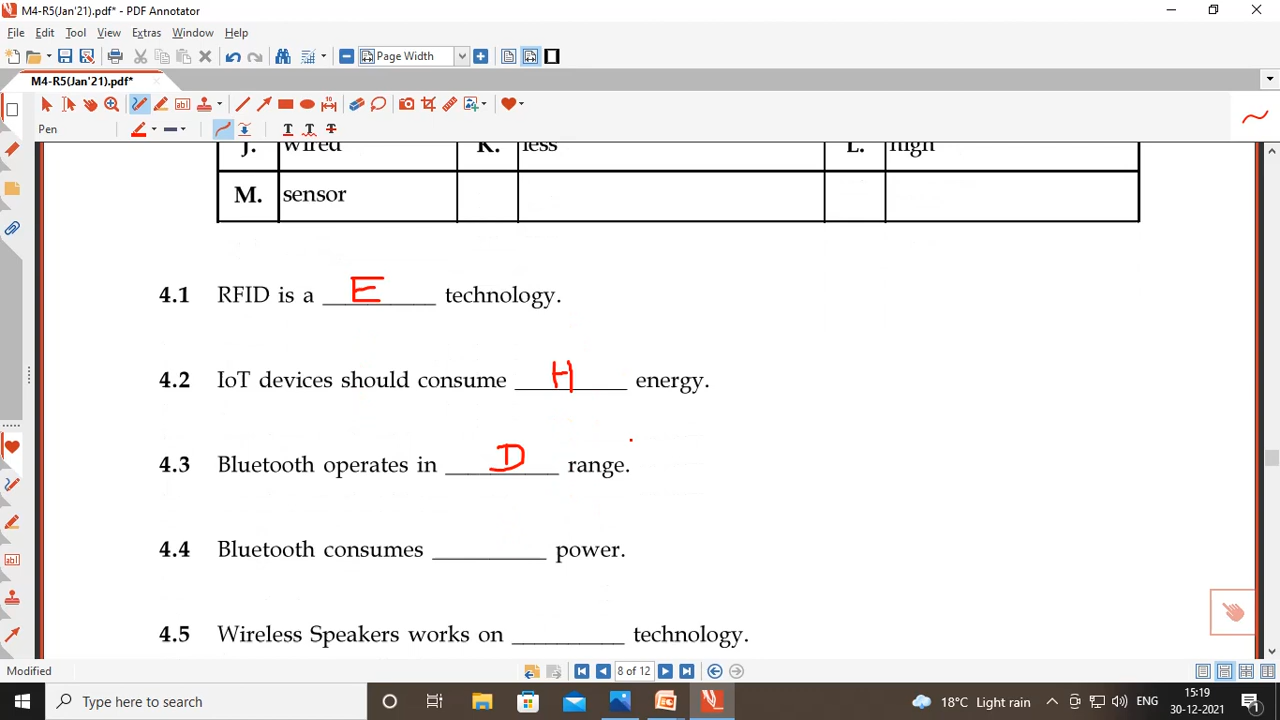 M4-R5(Jan'21).pdf* - PDF Annotator
File Edit Tool View Extras Window Help
Page Width
M4-R5(Jan'21).pdf*
Pen
J. wired K. less L. high
M. sensor
4.1 RFID is a ____E____ technology.
4.2 IoT devices should consume ____H____ energy.
4.3 Bluetooth operates in ____D____ range.
4.4 Bluetooth consumes __________ power.
4.5 Wireless Speakers works on __________ technology.
Modified 8 of 12
Type here to search 18°C Light rain ENG 15:19
30-12-2021